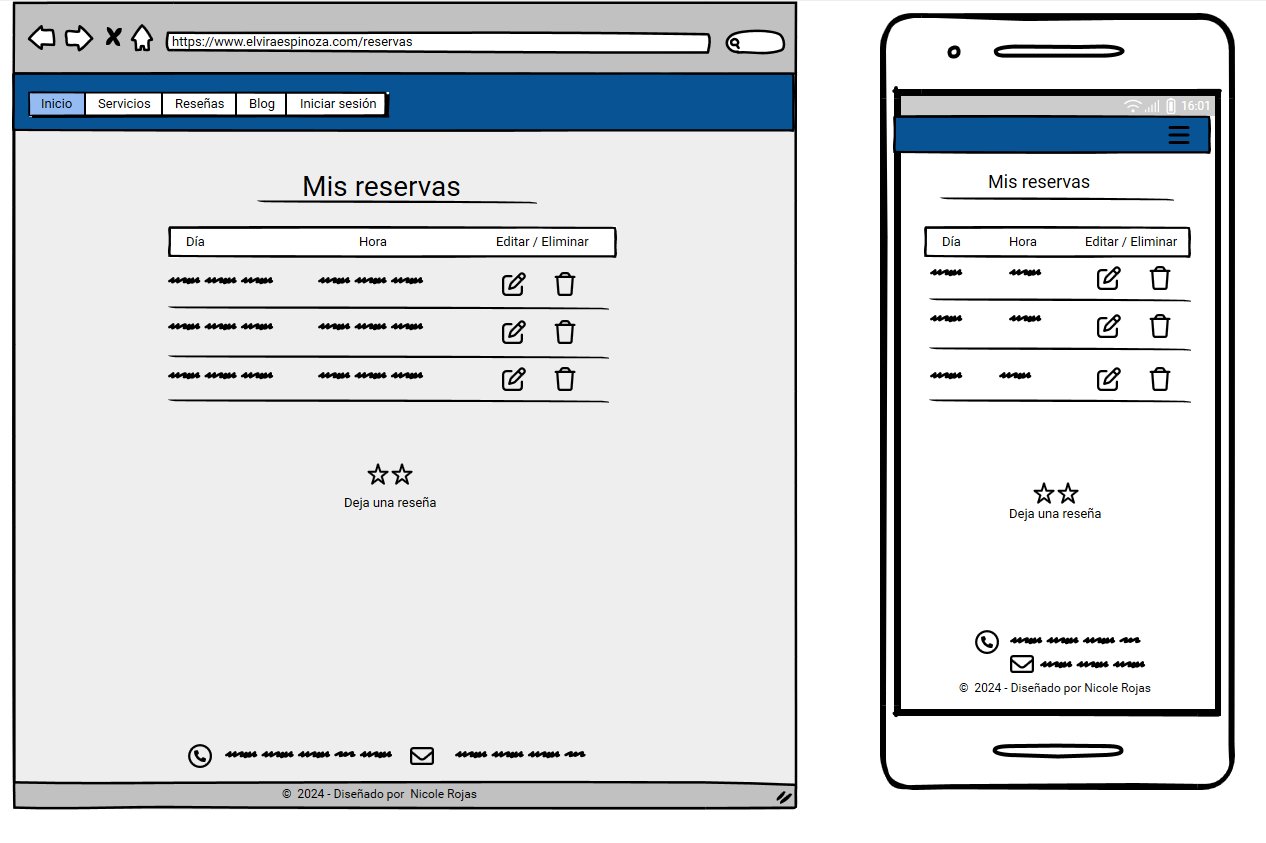 https://www.elviraespinoza.com/reservas
Inicio Servicios Reseñas Blog Iniciar sesión
Mis reservas
Día Hora Editar / Eliminar
Deja una reseña
© 2024 - Diseñado por Nicole Rojas
16:01
Mis reservas
Día Hora Editar / Eliminar
Deja una reseña
© 2024 - Diseñado por Nicole Rojas